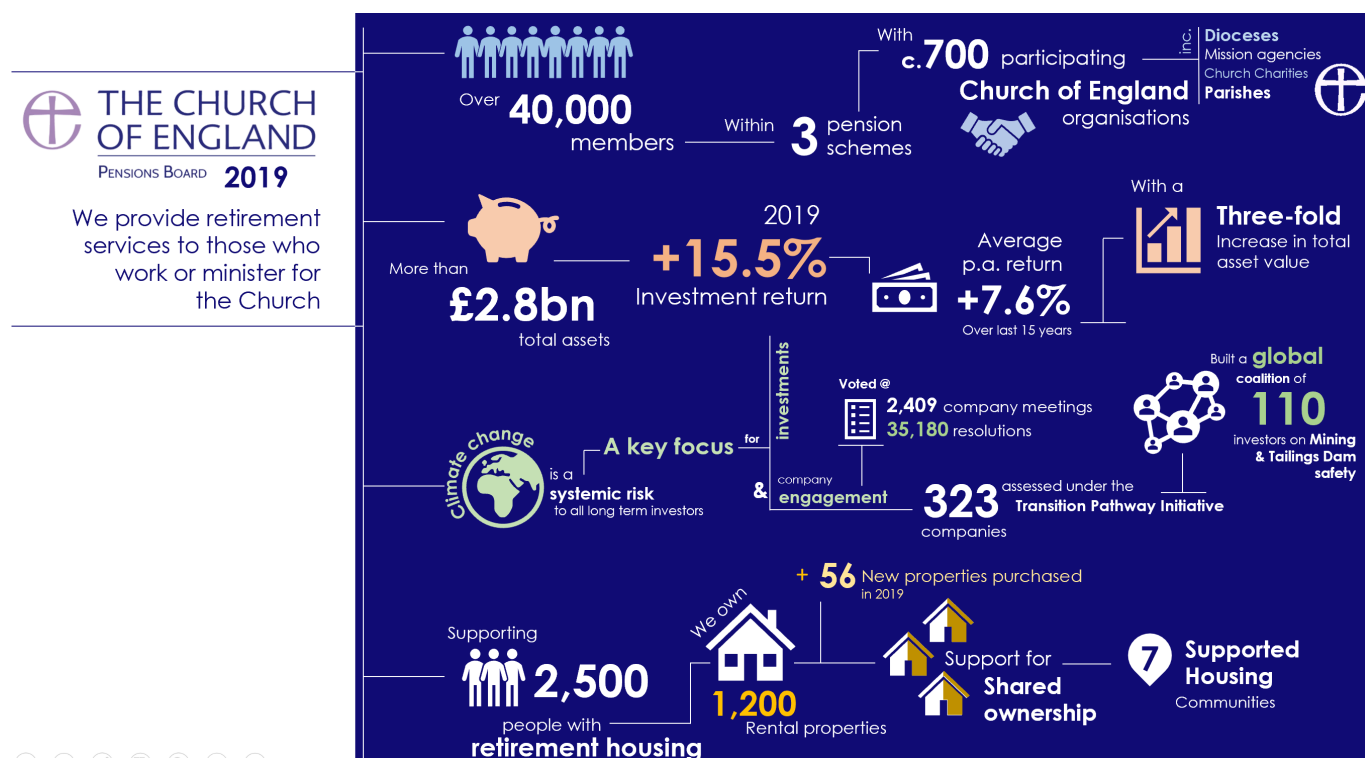 THE CHURCH
OF ENGLAND
PENSIONS BOARD 2019
We provide retirement
services to those who
work or minister for
the Church
Over
40,000
members
Within
3 pension
schemes
With
c.700 participating
Church of England
organisations
inc.
Dioceses
Mission agencies
Church Charities
Parishes
More than
£2.8bn
total assets
2019
+15.5%
Investment return
Average
p.a. return
+7.6%
Over last 15 years
With a
Three-fold
Increase in total
asset value
Climate change
is a
systemic risk
to all long term investors
A key focus for
investments
& company
engagement
Voted @
2,409 company meetings
35,180 resolutions
323
companies
assessed under the
Transition Pathway Initiative
Built a global
coalition of
110
investors on Mining
& Tailings Dam
safety
Supporting
2,500
people with
retirement housing
We own
1,200
Rental properties
+ 56 New properties purchased
in 2019
Support for
Shared
ownership
7 Supported
Housing
Communities